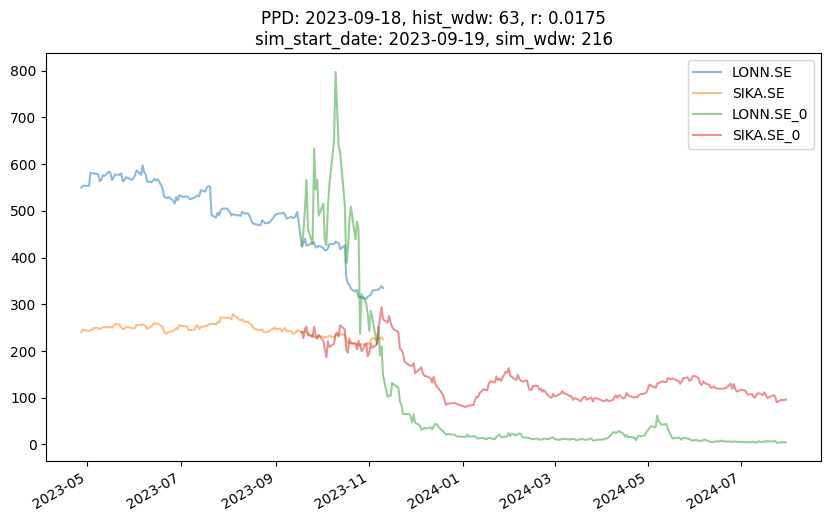 PPD: 2023-09-18, hist_wdw: 63, r: 0.0175
sim_start_date: 2023-09-19, sim_wdw: 216
LONN.SE
SIKA.SE
LONN.SE_0
SIKA.SE_0
800
700
600
500
400
300
200
100
0
2023-05
2023-07
2023-09
2023-11
2024-01
2024-03
2024-05
2024-07